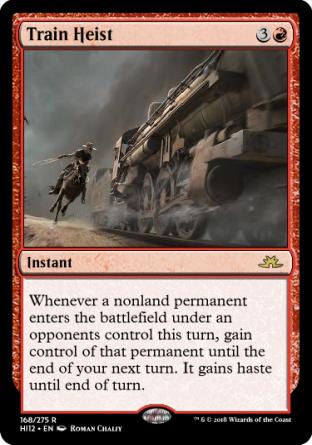 Train Heist 3
Instant
Whenever a nonland permanent
enters the battlefield under an
opponents control this turn, gain
control of that permanent until the
end of your next turn. It gains haste
until end of turn.
168/275 R
HI12 • EN ROMAN CHALIY
™ & © 2018 Wizards of the Coast